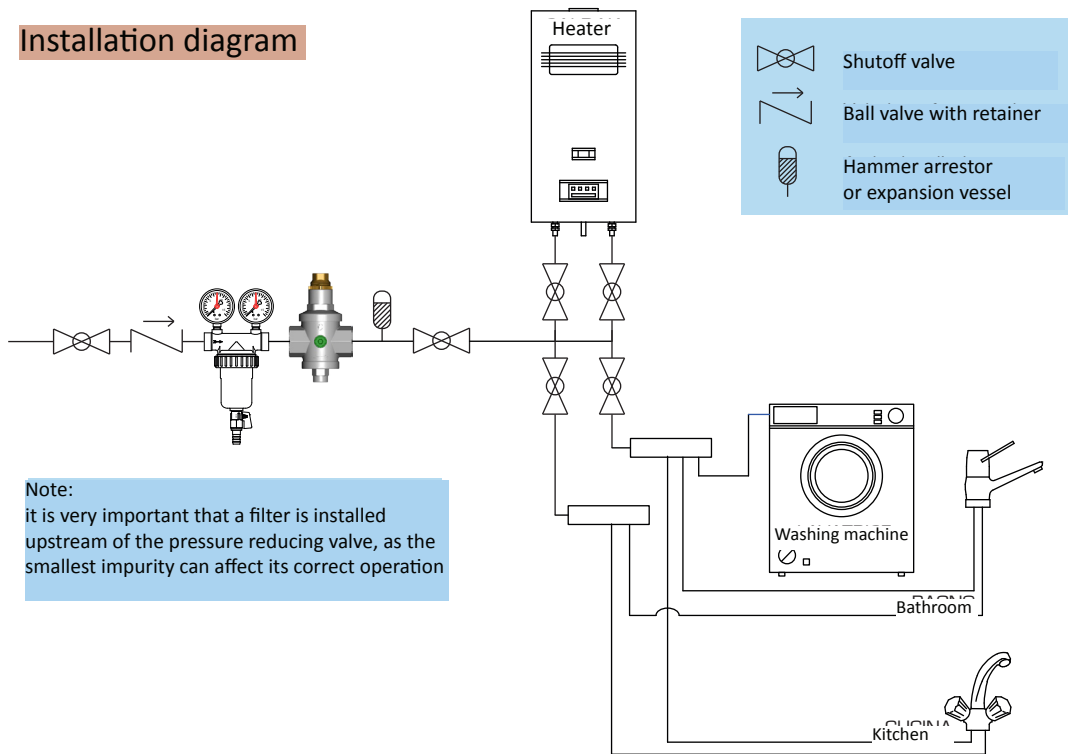 Installation diagram
Heater
Shutoff valve
Ball valve with retainer
Hammer arrestor
or expansion vessel
Note:
it is very important that a filter is installed
upstream of the pressure reducing valve, as the
smallest impurity can affect its correct operation
Washing machine
Bathroom
CUCINA
Kitchen